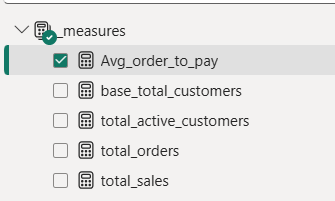 _measures
Avg_order_to_pay
base_total_customers
total_active_customers
total_orders
total_sales